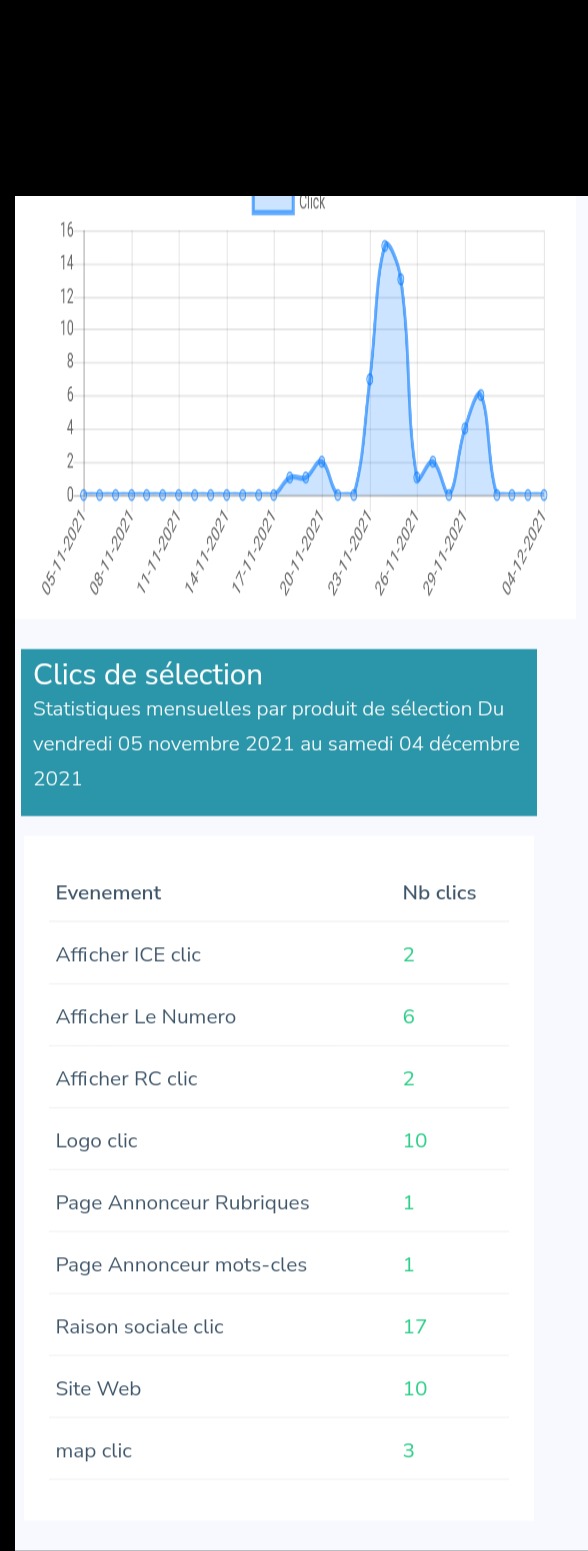 Click
16
14
12
10
8
6
4
2
0
05-11-2021
08-11-2021
11-11-2021
14-11-2021
17-11-2021
20-11-2021
23-11-2021
26-11-2021
29-11-2021
04-12-2021
Clics de sélection
Statistiques mensuelles par produit de sélection Du
vendredi 05 novembre 2021 au samedi 04 décembre
2021
Evenement Nb clics
Afficher ICE clic 2
Afficher Le Numero 6
Afficher RC clic 2
Logo clic 10
Page Annonceur Rubriques 1
Page Annonceur mots-cles 1
Raison sociale clic 17
Site Web 10
map clic 3